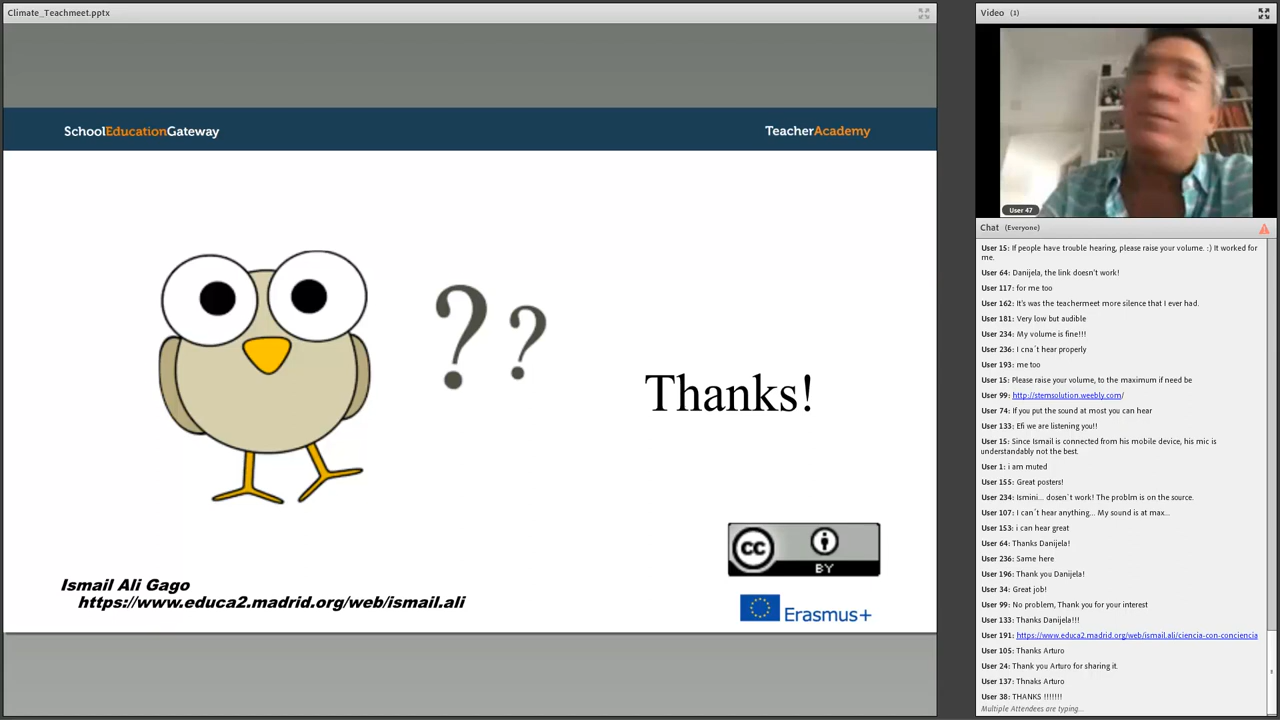 Climate_Teachmeet.pptx
SchoolEducationGateway
TeacherAcademy
? ?
Thanks!
cc
BY
Erasmus+
Ismail Ali Gago
https://www.educa2.madrid.org/web/ismail.ali
Video (1)
User 47
Chat (Everyone)
User 15: If people have trouble hearing, please raise your volume. :) It worked for
me.
User 64: Danijela, the link doesn't work!
User 117: for me too
User 162: It's was the teachermeet more silence that I ever had.
User 181: Very low but audible
User 234: My volume is fine!!!
User 236: I cna´t hear properly
User 193: me too
User 15: Please raise your volume, to the maximum if need be
User 99: http://stemsolution.weebly.com/
User 74: If you put the sound at most you can hear
User 133: Efi we are listening you!!
User 15: Since Ismail is connected from his mobile device, his mic is
understandably not the best.
User 1: i am muted
User 155: Great posters!
User 234: Ismini... dosen`t work! The problm is on the source.
User 107: I can´t hear anything... My sound is at max...
User 153: i can hear great
User 64: Thanks Danijela!
User 236: Same here
User 196: Thank you Danijela!
User 34: Great job!
User 99: No problem, Thank you for your interest
User 133: Thanks Danijela!!!
User 191: https://www.educa2.madrid.org/web/ismail.ali/ciencia-con-conciencia
User 105: Thanks Arturo
User 24: Thank you Arturo for sharing it.
User 137: Thnaks Arturo
User 38: THANKS !!!!!!!
Multiple Attendees are typing...